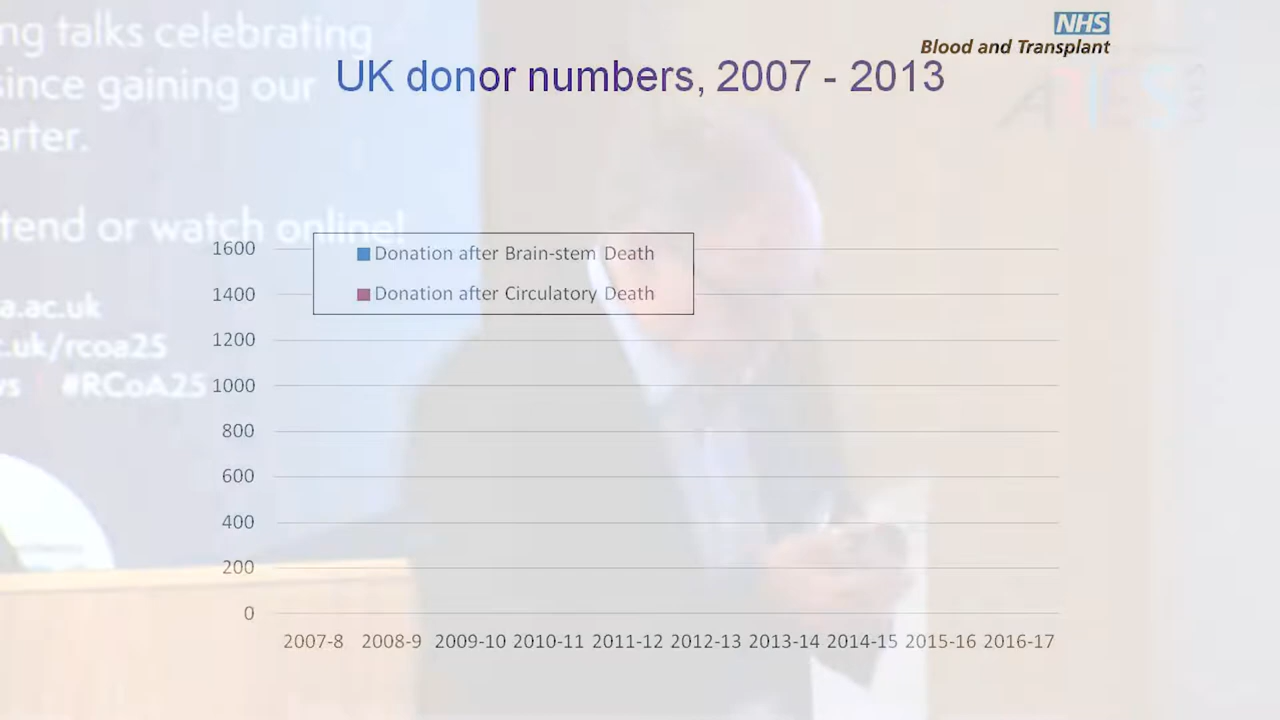 ng talks celebrating
since gaining our
arter.
tend or watch online!
a.ac.uk
c.uk/rcoa25
ws #RCoA25
NHS
Blood and Transplant
UK donor numbers, 2007 - 2013
Donation after Brain-stem Death
Donation after Circulatory Death
1600
1400
1200
1000
800
600
400
200
0
2007-8 2008-9 2009-10 2010-11 2011-12 2012-13 2013-14 2014-15 2015-16 2016-17